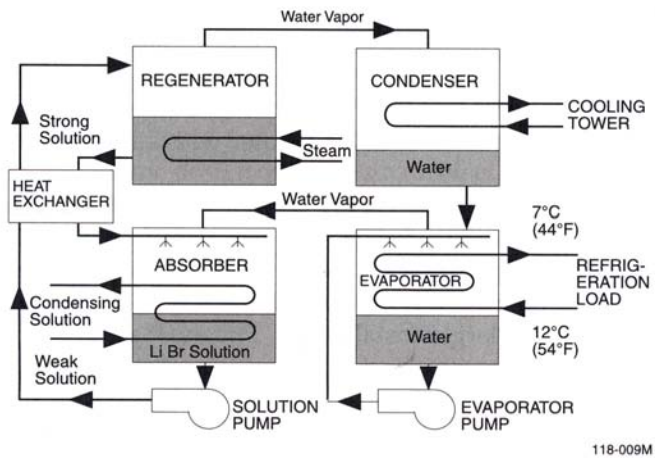 Water Vapor
REGENERATOR
CONDENSER
Strong
Solution
COOLING
TOWER
Steam
Water
HEAT
EXCHANGER
Water Vapor
7°C
(44°F)
ABSORBER
EVAPORATOR
REFRIG-
ERATION
LOAD
Condensing
Solution
12°C
(54°F)
Li Br Solution
Water
Weak
Solution
SOLUTION
PUMP
EVAPORATOR
PUMP
118-009M